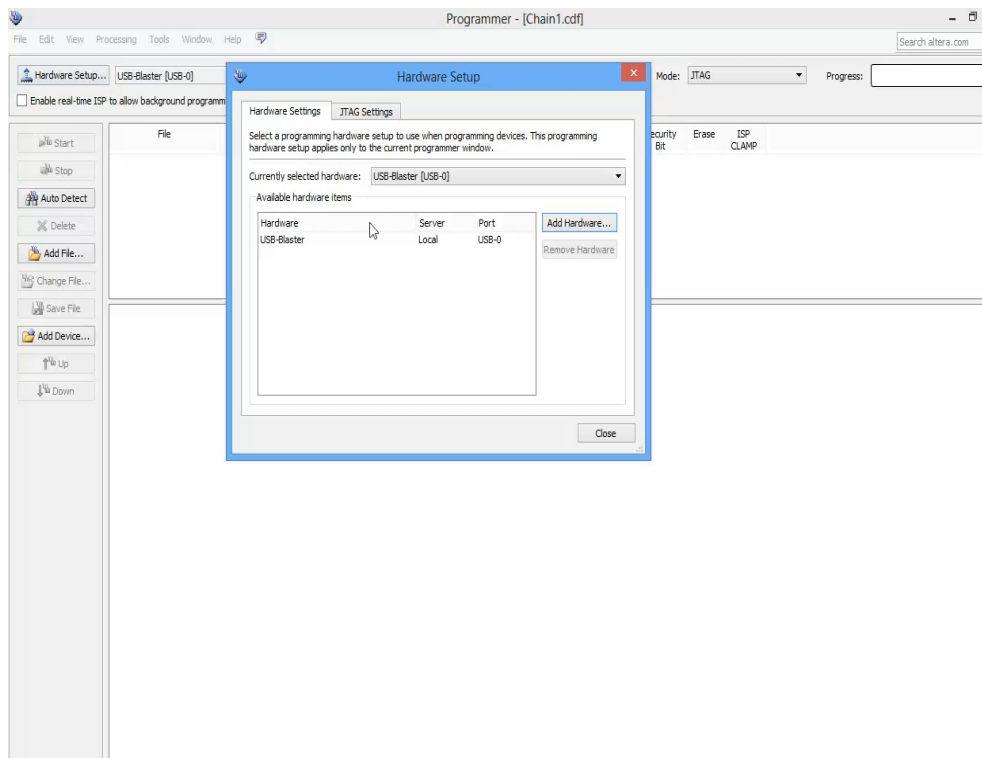 Programmer - [Chain1.cdf]
File Edit View Processing Tools Window Help
Search altera.com
Hardware Setup... USB-Blaster [USB-0] Mode: JTAG Progress:
Enable real-time ISP to allow background programm
Hardware Setup
Hardware Settings JTAG Settings
Select a programming hardware setup to use when programming devices. This programming
hardware setup applies only to the current programmer window.
Currently selected hardware: USB-Blaster [USB-0]
Available hardware items
Hardware Server Port
USB-Blaster Local USB-0
Add Hardware...
Remove Hardware
Close
File
ecurity
Bit
Erase
ISP
CLAMP
Start
Stop
Auto Detect
Delete
Add File...
Change File...
Save File
Add Device...
Up
Down